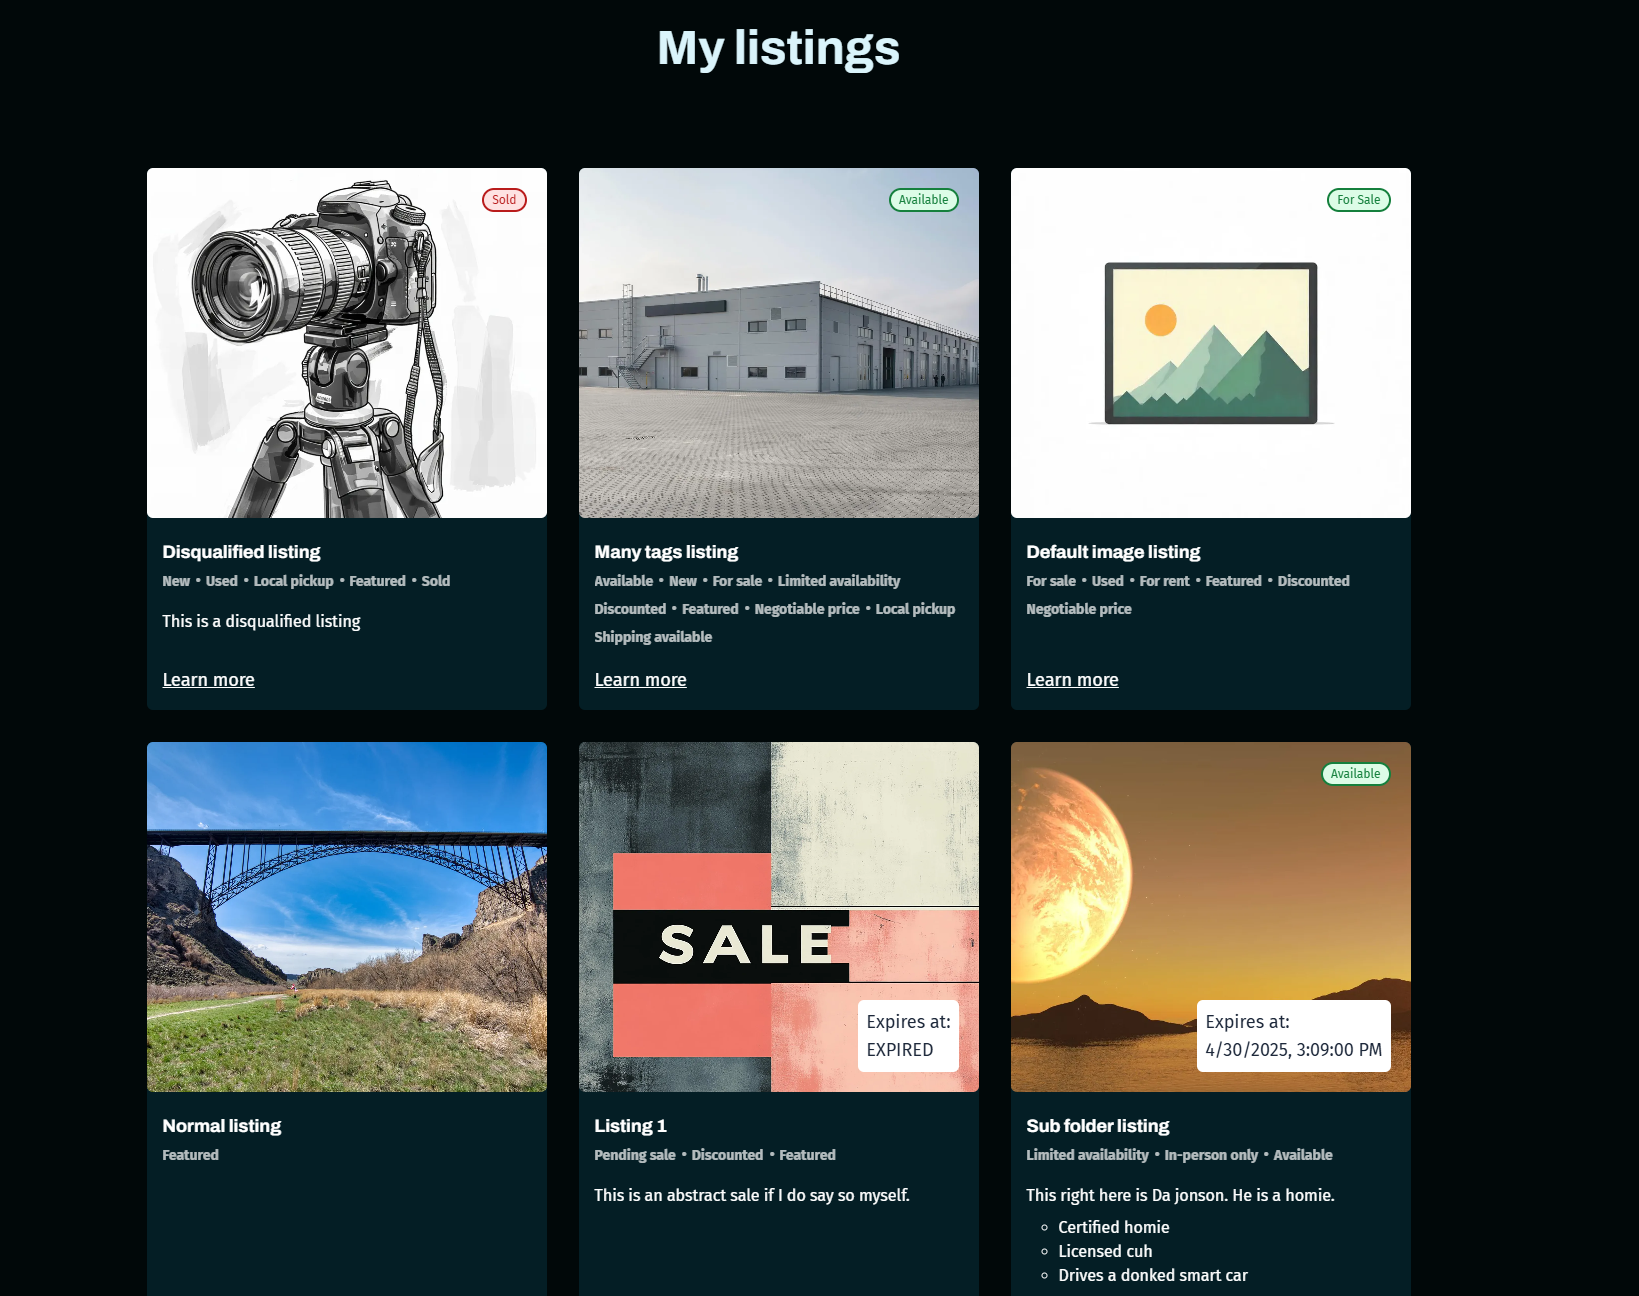 My listings
Sold
Available
For Sale
Disqualified listing
New • Used • Local pickup • Featured • Sold
This is a disqualified listing
Learn more
Many tags listing
Available • New • For sale • Limited availability
Discounted • Featured • Negotiable price • Local pickup
Shipping available
Learn more
Default image listing
For sale • Used • For rent • Featured • Discounted
Negotiable price
Learn more
Normal listing
Featured
SALE
Expires at:
EXPIRED
Listing 1
Pending sale • Discounted • Featured
This is an abstract sale if I do say so myself.
Available
Expires at:
4/30/2025, 3:09:00 PM
Sub folder listing
Limited availability • In-person only • Available
This right here is Da jonson. He is a homie.
Certified homie
Licensed cuh
Drives a donked smart car